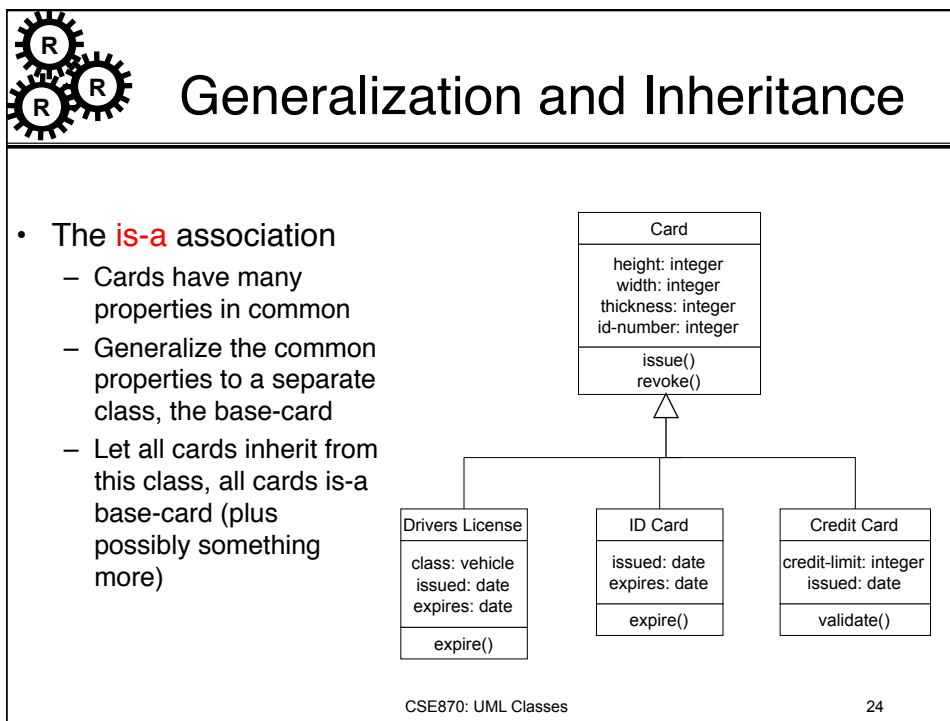 R
R
R
Generalization and Inheritance
• The is-a association
– Cards have many
properties in common
– Generalize the common
properties to a separate
class, the base-card
– Let all cards inherit from
this class, all cards is-a
base-card (plus
possibly something
more)
Card
height: integer
width: integer
thickness: integer
id-number: integer
issue()
revoke()
Drivers License
class: vehicle
issued: date
expires: date
expire()
ID Card
issued: date
expires: date
expire()
Credit Card
credit-limit: integer
issued: date
validate()
CSE870: UML Classes
24